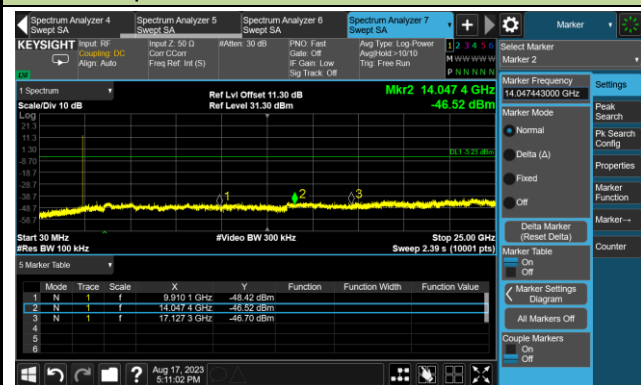 Spectrum Analyzer 4
Swept SA
Spectrum Analyzer 5
Swept SA
Spectrum Analyzer 6
Swept SA
Spectrum Analyzer 7
Swept SA
Marker
KEYSIGHT
Input: RF
Coupling: DC
Align: Auto
Input Z: 50 Ω
Corr CCorr
Freq Ref: Int (S)
#Atten: 30 dB
PNO: Fast
Gate: Off
IF Gain: Low
Sig Track: Off
Avg Type: Log-Power
Avg|Hold:>10/10
Trig: Free Run
1 2 3 4 5 6
M W W W W W
P N N N N N
LXI
Select Marker
Marker 2
Marker Frequency
14.047443000 GHz
Marker Mode
Normal
Delta (Δ)
Fixed
Off
Delta Marker
(Reset Delta)
Marker Table
On
Off
Marker Settings
Diagram
All Markers Off
Couple Markers
On
Off
Settings
Peak
Search
Pk Search
Config
Properties
Marker
Function
Marker→
Counter
1 Spectrum
Scale/Div 10 dB
Log
Ref Lvl Offset 11.30 dB
Ref Level 31.30 dBm
Mkr2 14.047 4 GHz
-46.52 dBm
21.3
11.3
1.30
-8.70
-18.7
-28.7
-38.7
-48.7
-58.7
DL1 -5.23 dBm
1
2
3
Start 30 MHz
#Res BW 100 kHz
#Video BW 300 kHz
Stop 25.00 GHz
Sweep 2.39 s (10001 pts)
5 Marker Table
Mode Trace Scale X Y Function Function Width Function Value
1 N 1 f 9.910 1 GHz -48.42 dBm
2 N 1 f 14.047 4 GHz -46.52 dBm
3 N 1 f 17.127 3 GHz -46.70 dBm
4
5
6
Aug 17, 2023
5:11:02 PM